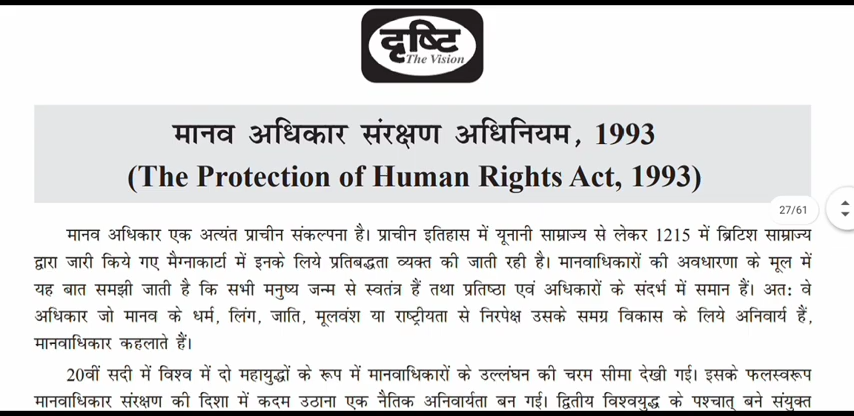 दृष्टि
The Vision
मानव अधिकार संरक्षण अधिनियम, 1993
(The Protection of Human Rights Act, 1993)
27/61
मानव अधिकार एक अत्यंत प्राचीन संकल्पना है। प्राचीन इतिहास में यूनानी साम्राज्य से लेकर 1215 में ब्रिटिश साम्राज्य
द्वारा जारी किये गए मैग्नाकार्टा में इनके लिये प्रतिबद्धता व्यक्त की जाती रही है। मानवाधिकारों की अवधारणा के मूल में
यह बात समझी जाती है कि सभी मनुष्य जन्म से स्वतंत्र हैं तथा प्रतिष्ठा एवं अधिकारों के संदर्भ में समान हैं। अतः वे
अधिकार जो मानव के धर्म, लिंग, जाति, मूलवंश या राष्ट्रीयता से निरपेक्ष उसके समग्र विकास के लिये अनिवार्य हैं,
मानवाधिकार कहलाते हैं।
20वीं सदी में विश्व में दो महायुद्धों के रूप में मानवाधिकारों के उल्लंघन की चरम सीमा देखी गई। इसके फलस्वरूप
मानवाधिकार संरक्षण की दिशा में कदम उठाना एक नैतिक अनिवार्यता बन गई। द्वितीय विश्वयुद्ध के पश्चात् बने संयुक्त